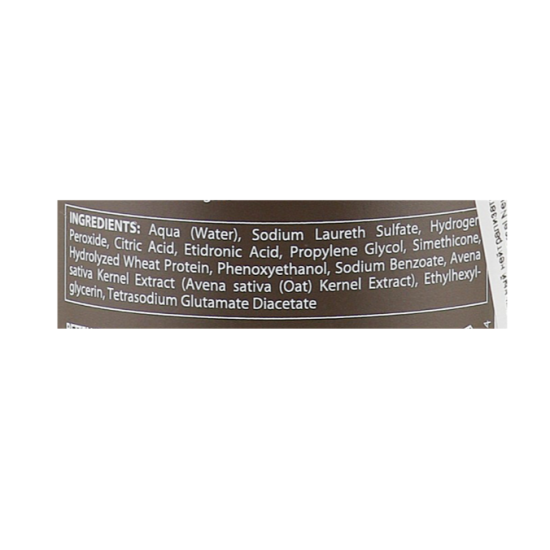 INGREDIENTS: Aqua (Water), Sodium Laureth Sulfate, Hydrogen
Peroxide, Citric Acid, Etidronic Acid, Propylene Glycol, Simethicone,
Hydrolyzed Wheat Protein, Phenoxyethanol, Sodium Benzoate, Avena
sativa Kernel Extract (Avena sativa (Oat) Kernel Extract), Ethylhexyl-
glycerin, Tetrasodium Glutamate Diacetate